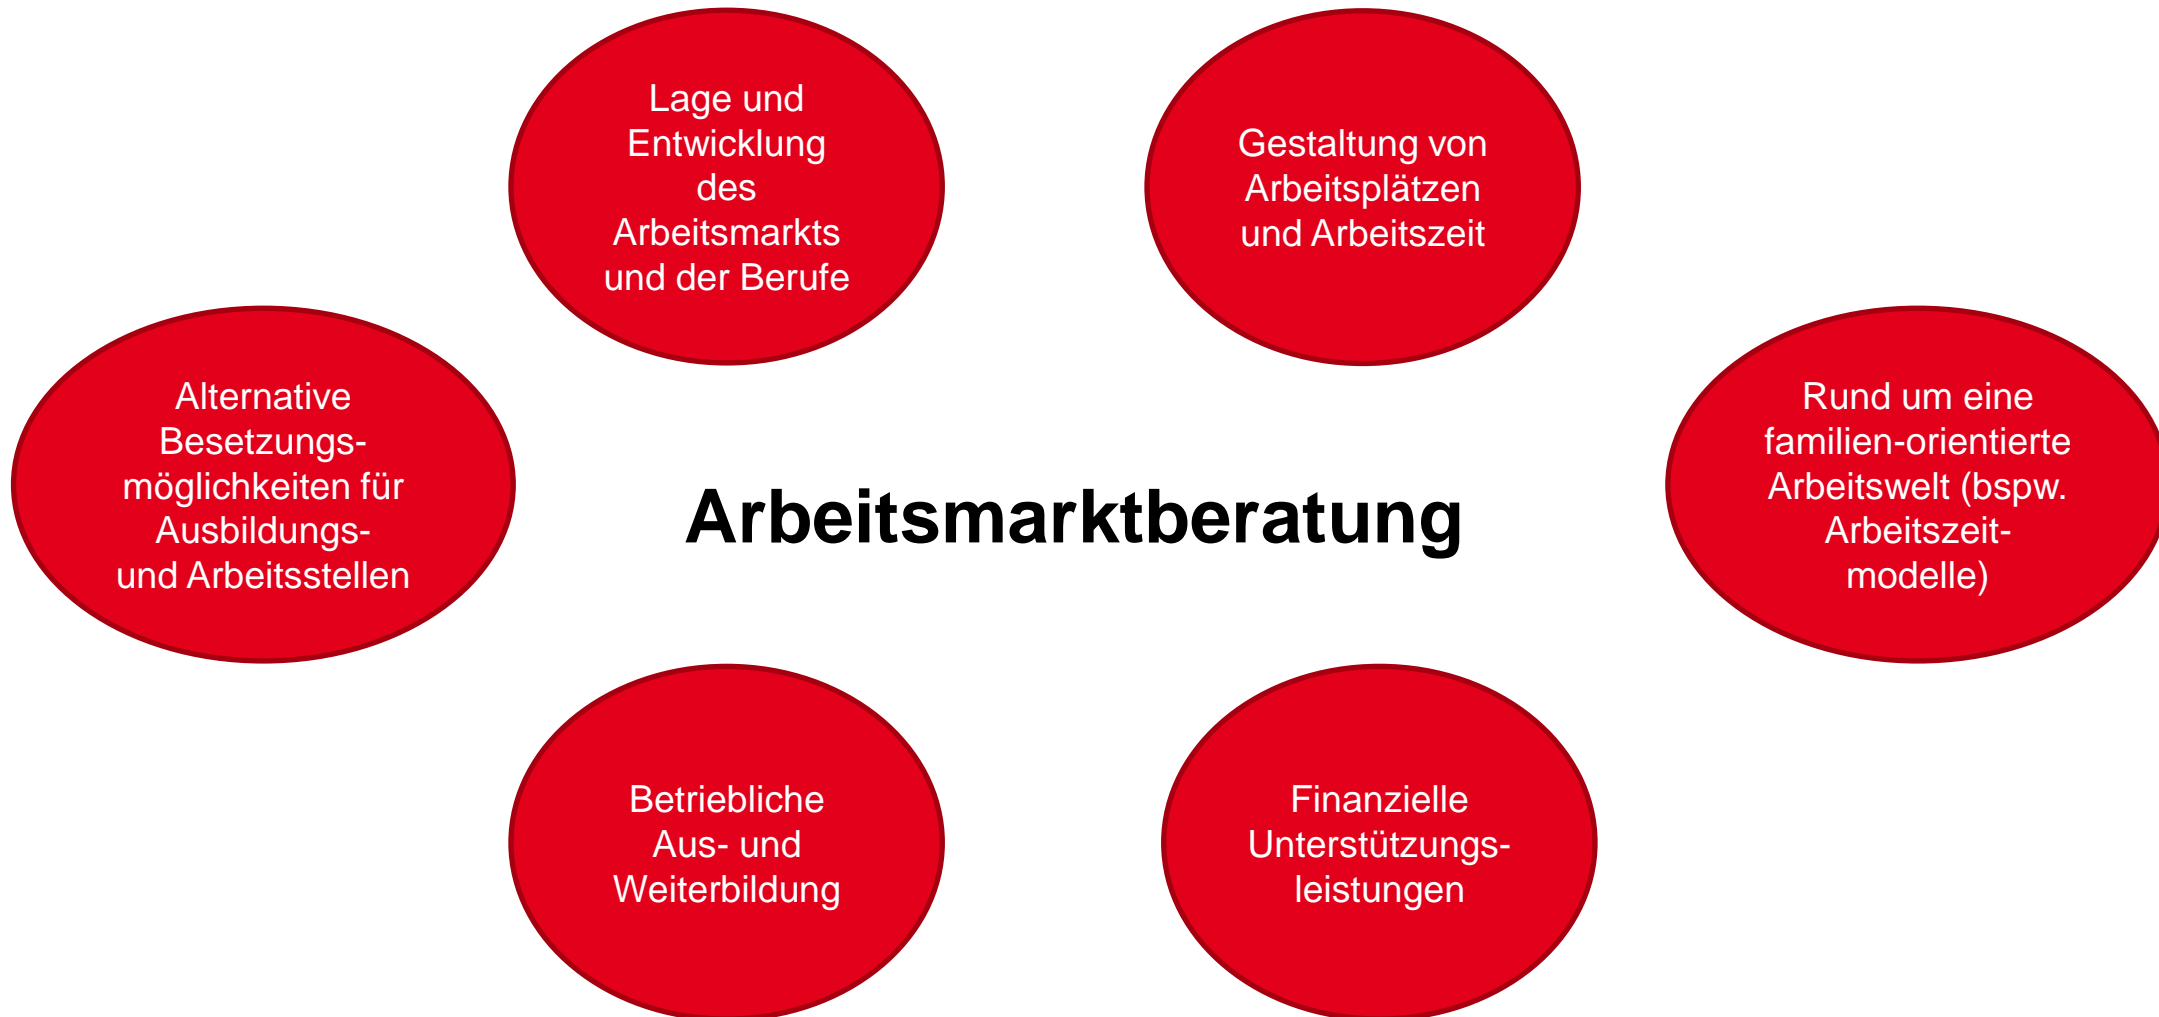 Lage und
Entwicklung
des
Arbeitsmarkts
und der Berufe
Gestaltung von
Arbeitsplätzen
und Arbeitszeit
Alternative
Besetzungs-
möglichkeiten für
Ausbildungs-
und Arbeitsstellen
Arbeitsmarktberatung
Rund um eine
familien-orientierte
Arbeitswelt (bspw.
Arbeitszeit-
modelle)
Betriebliche
Aus- und
Weiterbildung
Finanzielle
Unterstützungs-
leistungen